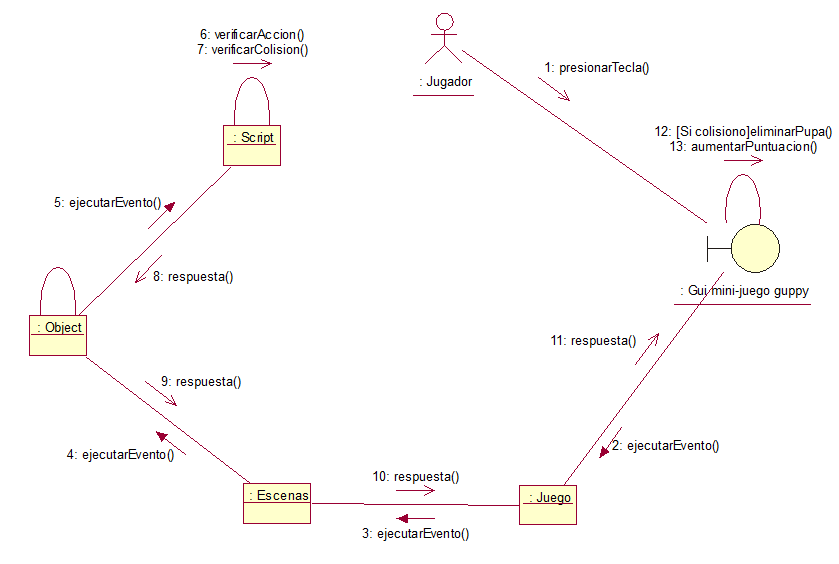 6: verificarAccion()
7: verificarColision()
: Jugador
1: presionarTecla()
: Script
12: [Si colisiono]eliminarPupa()
13: aumentarPuntuacion()
5: ejecutarEvento()
8: respuesta()
: Gui mini-juego guppy
: Object
11: respuesta()
9: respuesta()
4: ejecutarEvento()
2: ejecutarEvento()
10: respuesta()
: Escenas
: Juego
3: ejecutarEvento()